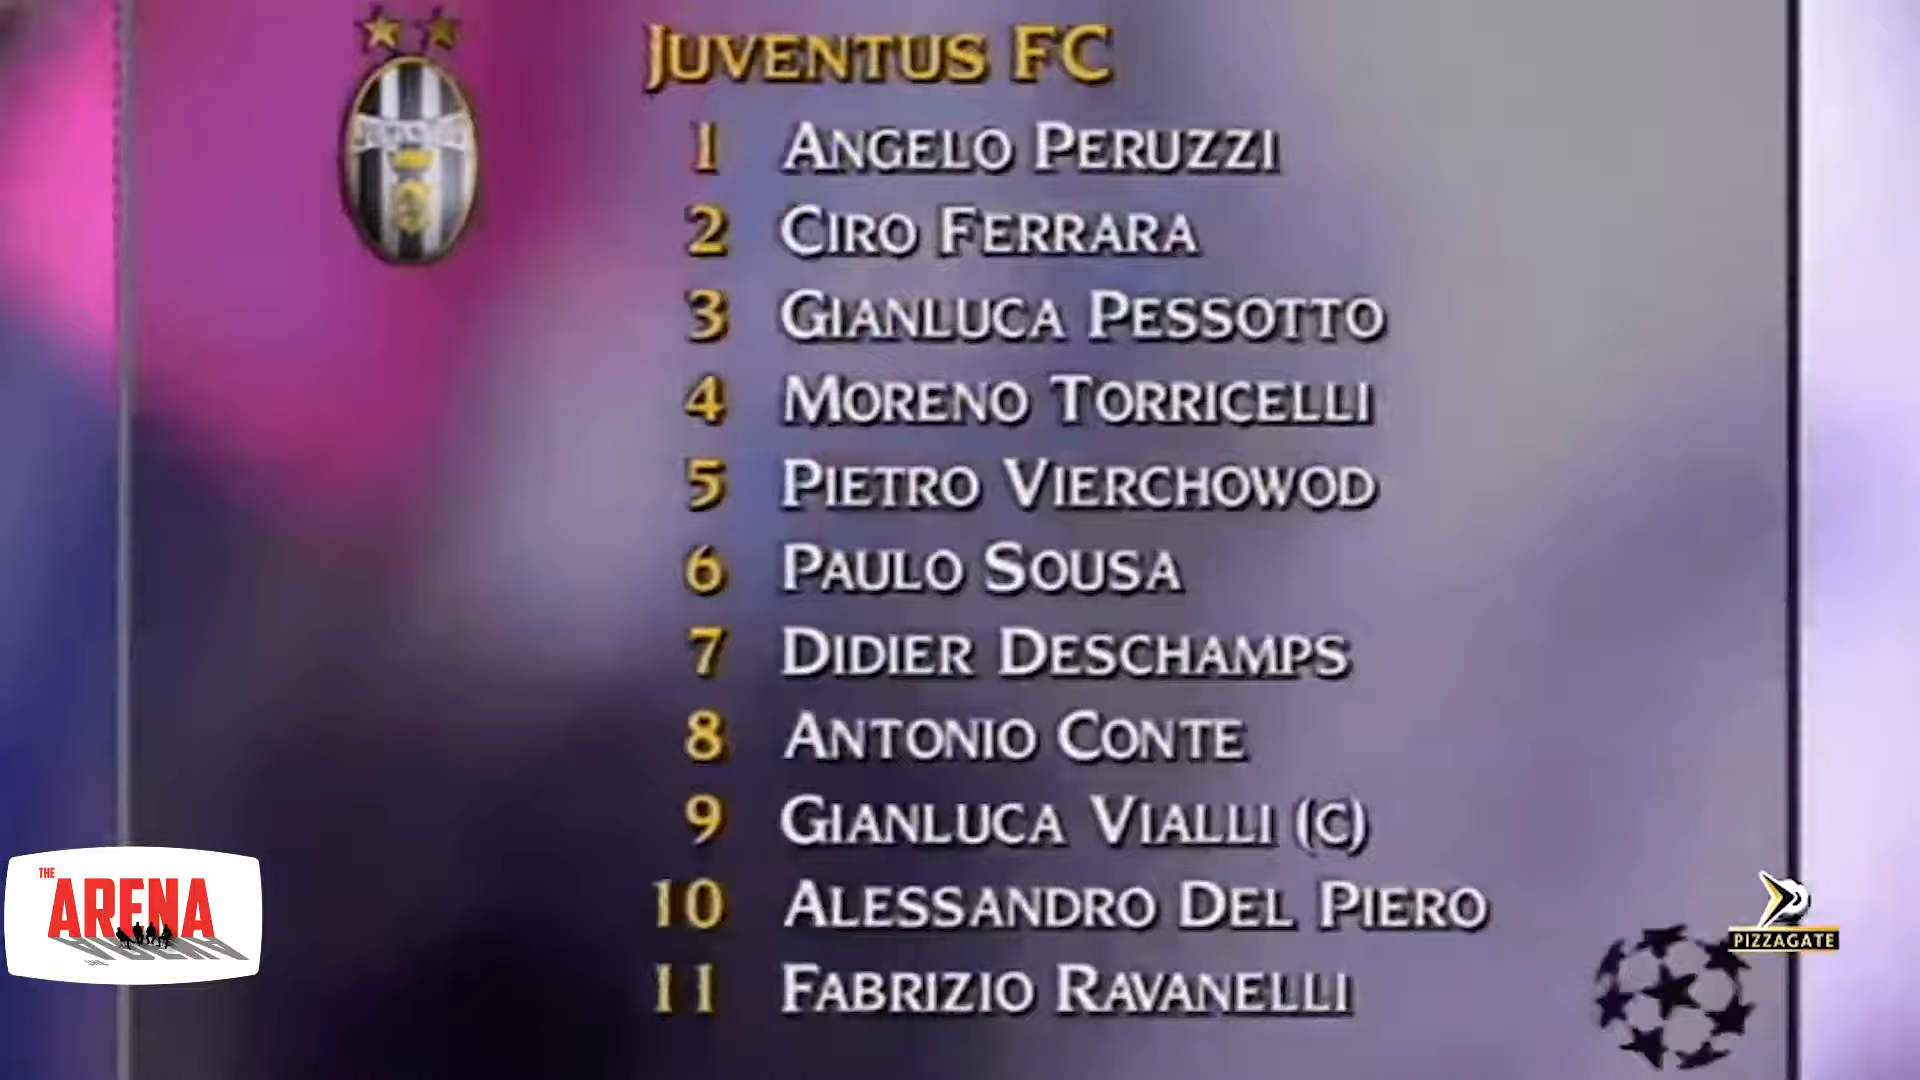 JUVENTUS FC
1 ANGELO PERUZZI
2 CIRO FERRARA
3 GIANLUCA PESSOTTO
4 MORENO TORRICELLI
5 PIETRO VIERCHOWOD
6 PAULO SOUSA
7 DIDIER DESCHAMPS
8 ANTONIO CONTE
9 GIANLUCA VIALLI (C)
10 ALESSANDRO DEL PIERO
11 FABRIZIO RAVANELLI
THE
ARENA
PIZZAGATE